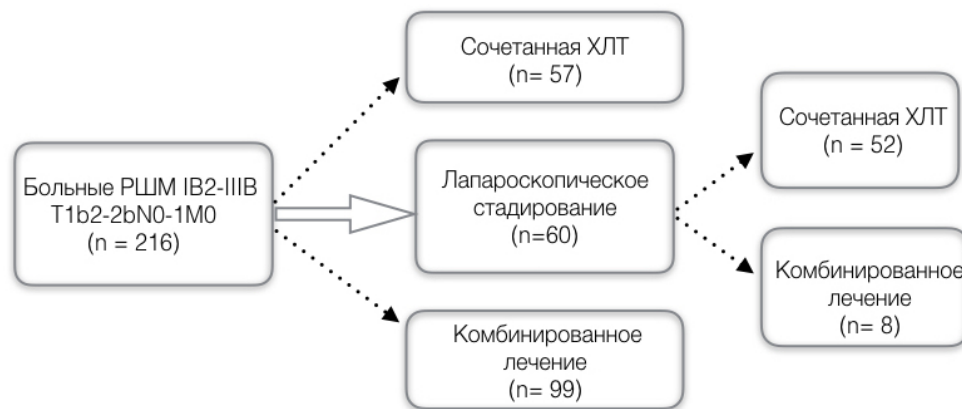 Больные РШМ IB2-IIIB
T1b2-2bN0-1M0
(n = 216)
Сочетанная ХЛТ
(n= 57)
Лапароскопическое
стадирование
(n=60)
Комбинированное
лечение
(n= 99)
Сочетанная ХЛТ
(n = 52)
Комбинированное
лечение
(n= 8)